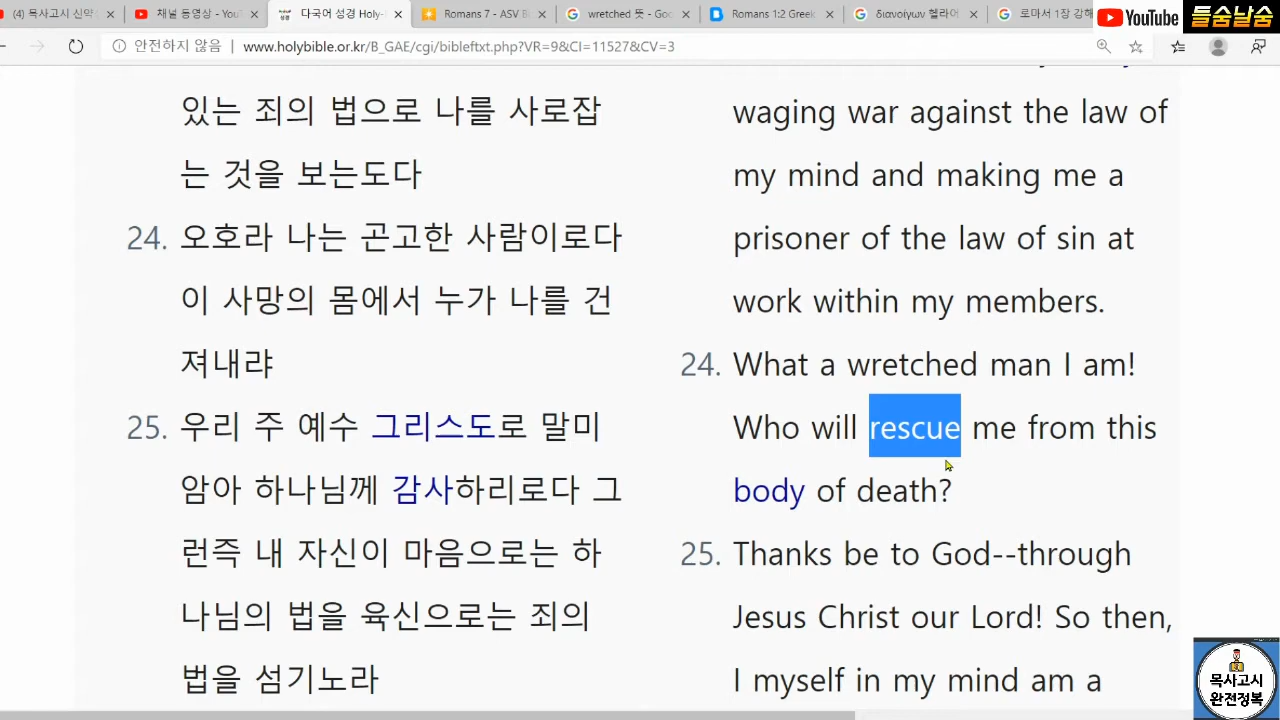 (4) 목사고시 신약
채널 동영상 - YouT
다국어 성경 Holy-
Romans 7
wretched 뜻 - Goo
Romans 1:2 Greek
διανοίγων 헬라어
로마서 1장 강해
YouTube
들숨날숨
안전하지 않음 | www.holybible.or.kr/B_GAE/cgi/bibleftxt.php?VR=9&CI=11527&CV=3
있는 죄의 법으로 나를 사로잡
는 것을 보는도다
24. 오호라 나는 곤고한 사람이로다
이 사망의 몸에서 누가 나를 건
져내랴
25. 우리 주 예수 그리스도로 말미
암아 하나님께 감사하리로다 그
런즉 내 자신이 마음으로는 하
나님의 법을 육신으로는 죄의
법을 섬기노라
waging war against the law of
my mind and making me a
prisoner of the law of sin at
work within my members.
24. What a wretched man I am!
Who will rescue me from this
body of death?
25. Thanks be to God--through
Jesus Christ our Lord! So then,
I myself in my mind am a
목사고시
완전정복